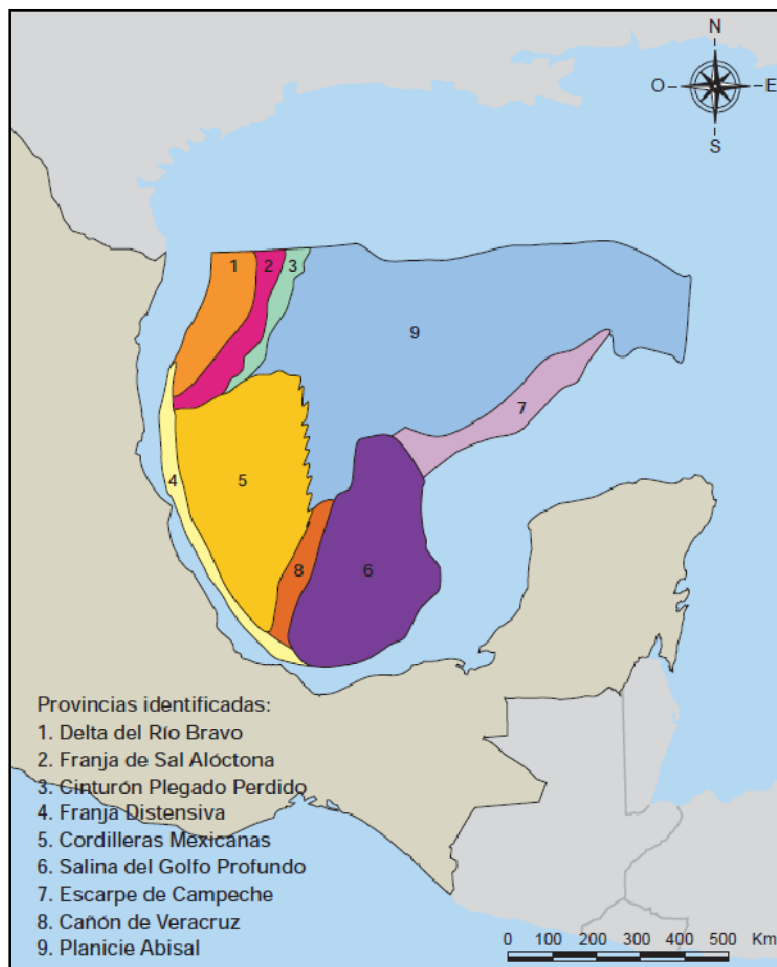 N
O E
S
1
2
3
9
7
4
5
8
6
Provincias identificadas:
1. Delta del Río Bravo
2. Franja de Sal Alóctona
3. Cinturón Plegado Perdido
4. Franja Distensiva
5. Cordilleras Mexicanas
6. Salina del Golfo Profundo
7. Escarpe de Campeche
8. Cañón de Veracruz
9. Planicie Abisal
0 100 200 300 400 500 Km